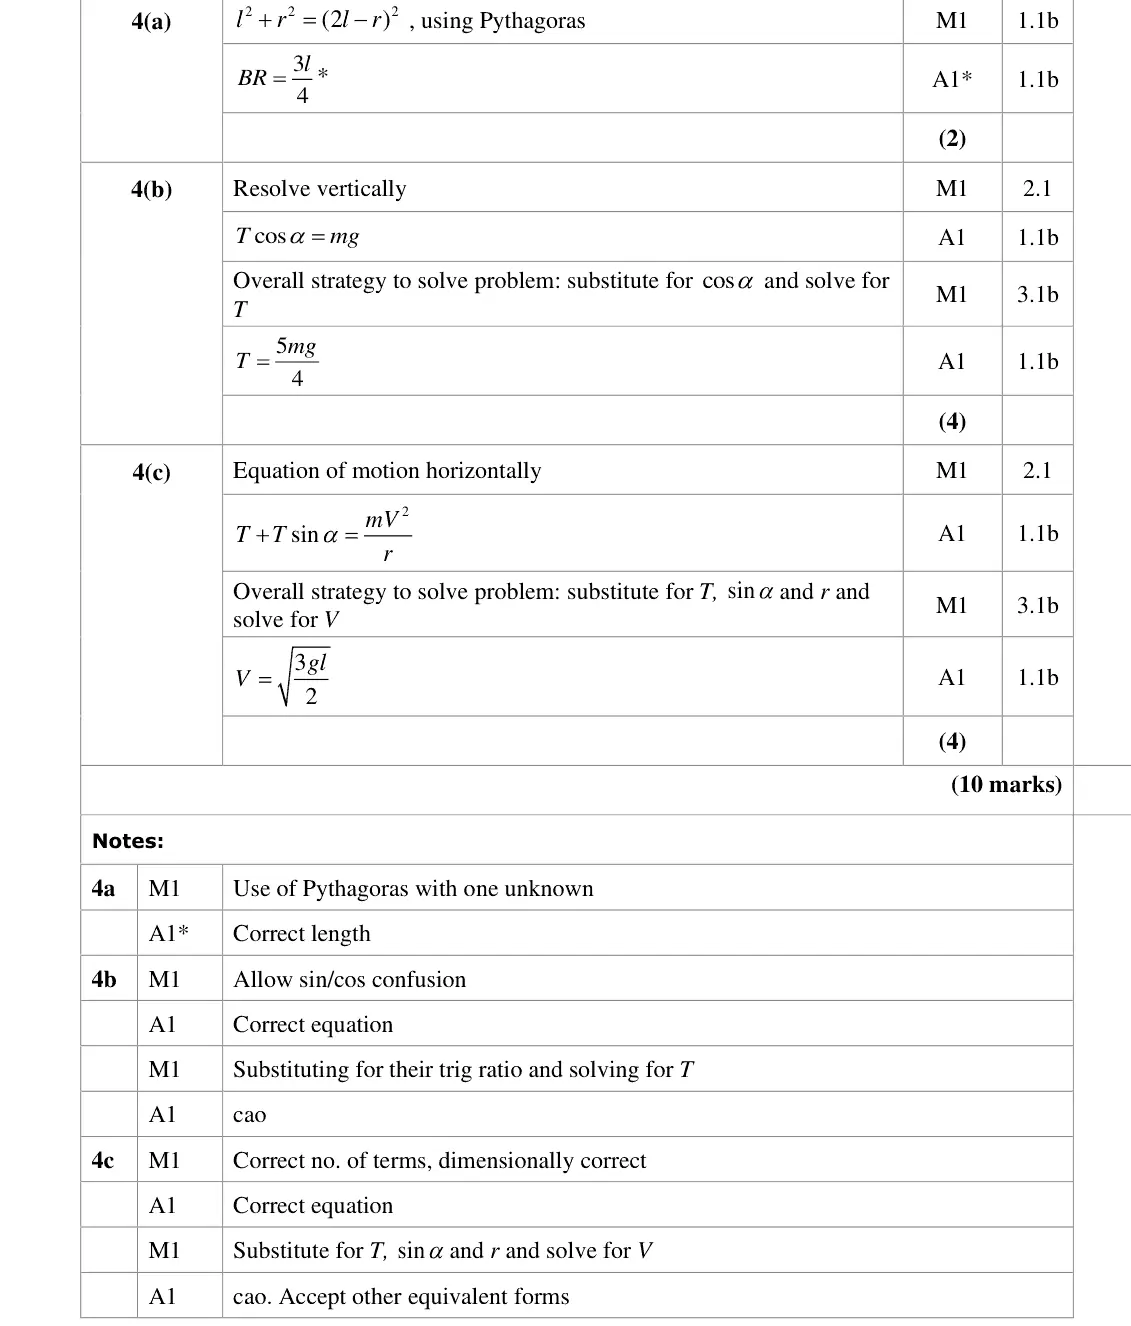 4(a) l² + r² = (2l − r)² , using Pythagoras M1 1.1b
BR = 3l/4 * A1* 1.1b
(2)
4(b) Resolve vertically M1 2.1
T cos α = mg A1 1.1b
Overall strategy to solve problem: substitute for cos α and solve for
T M1 3.1b
T = 5mg/4 A1 1.1b
(4)
4(c) Equation of motion horizontally M1 2.1
T + T sin α = mV²/r A1 1.1b
Overall strategy to solve problem: substitute for T, sin α and r and
solve for V M1 3.1b
V = √(3gl/2) A1 1.1b
(4)
(10 marks)
Notes:
4a M1 Use of Pythagoras with one unknown
A1* Correct length
4b M1 Allow sin/cos confusion
A1 Correct equation
M1 Substituting for their trig ratio and solving for T
A1 cao
4c M1 Correct no. of terms, dimensionally correct
A1 Correct equation
M1 Substitute for T, sin α and r and solve for V
A1 cao. Accept other equivalent forms